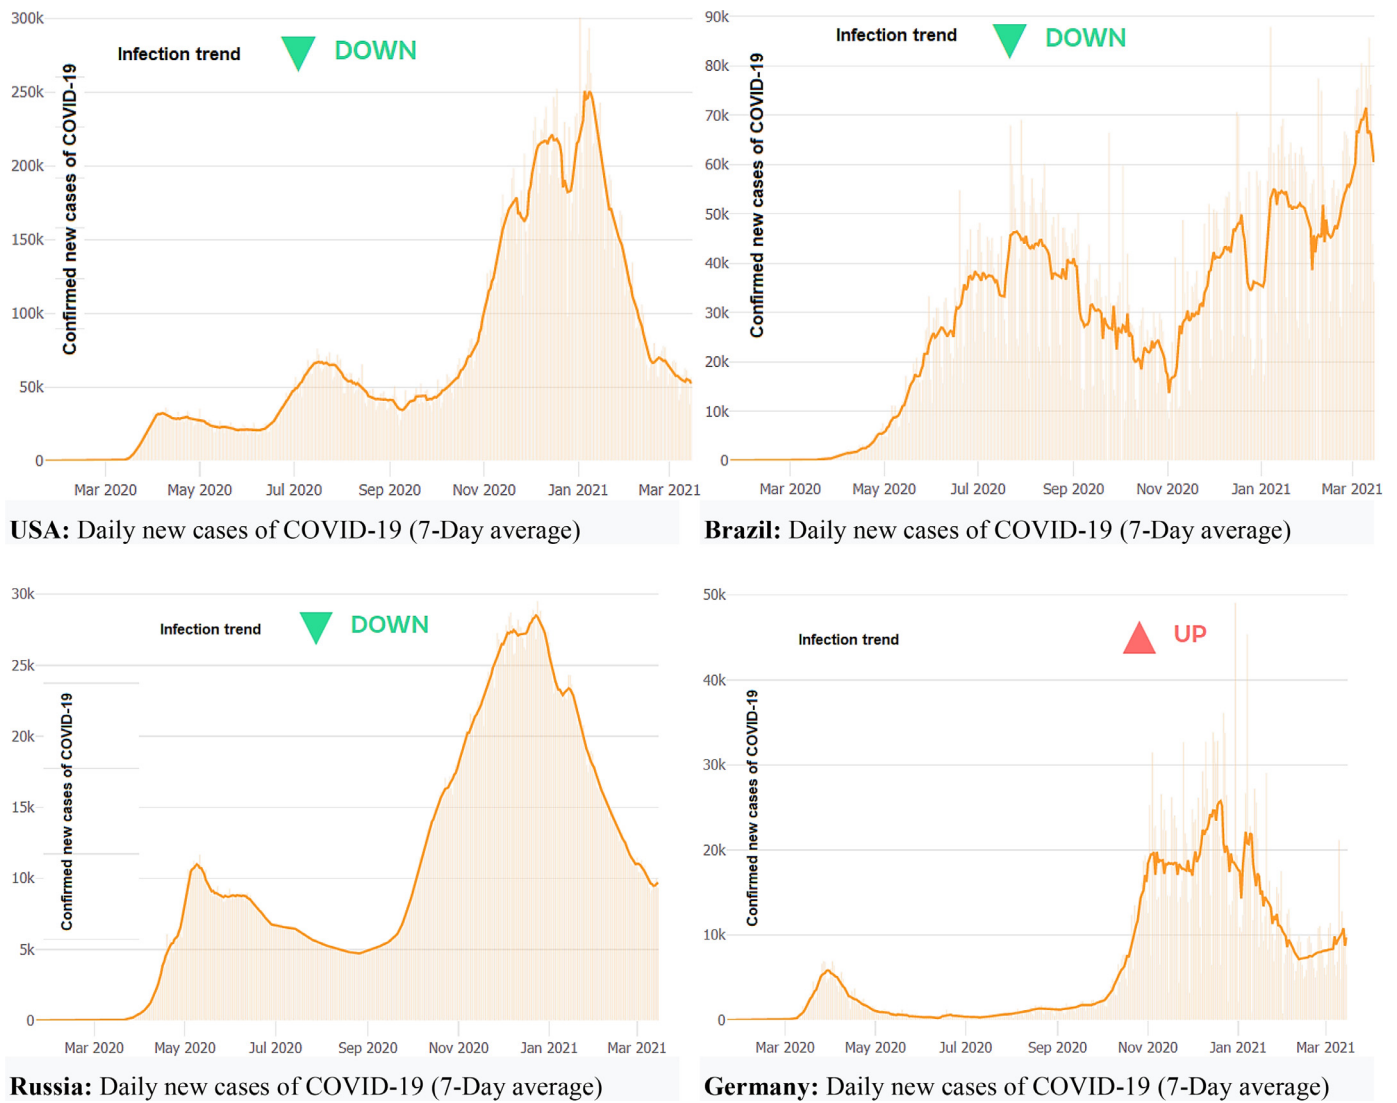 300k
250k
200k
150k
100k
50k
0
Confirmed new cases of COVID-19
Infection trend DOWN
Mar 2020 May 2020 Jul 2020 Sep 2020 Nov 2020 Jan 2021 Mar 2021
USA: Daily new cases of COVID-19 (7-Day average)
90k
80k
70k
60k
50k
40k
30k
20k
10k
0
Confirmed new cases of COVID-19
Infection trend DOWN
Mar 2020 May 2020 Jul 2020 Sep 2020 Nov 2020 Jan 2021 Mar 2021
Brazil: Daily new cases of COVID-19 (7-Day average)
30k
25k
20k
15k
10k
5k
0
Confirmed new cases of COVID-19
Infection trend DOWN
Mar 2020 May 2020 Jul 2020 Sep 2020 Nov 2020 Jan 2021 Mar 2021
Russia: Daily new cases of COVID-19 (7-Day average)
50k
40k
30k
20k
10k
0
Confirmed new cases of COVID-19
Infection trend UP
Mar 2020 May 2020 Jul 2020 Sep 2020 Nov 2020 Jan 2021 Mar 2021
Germany: Daily new cases of COVID-19 (7-Day average)